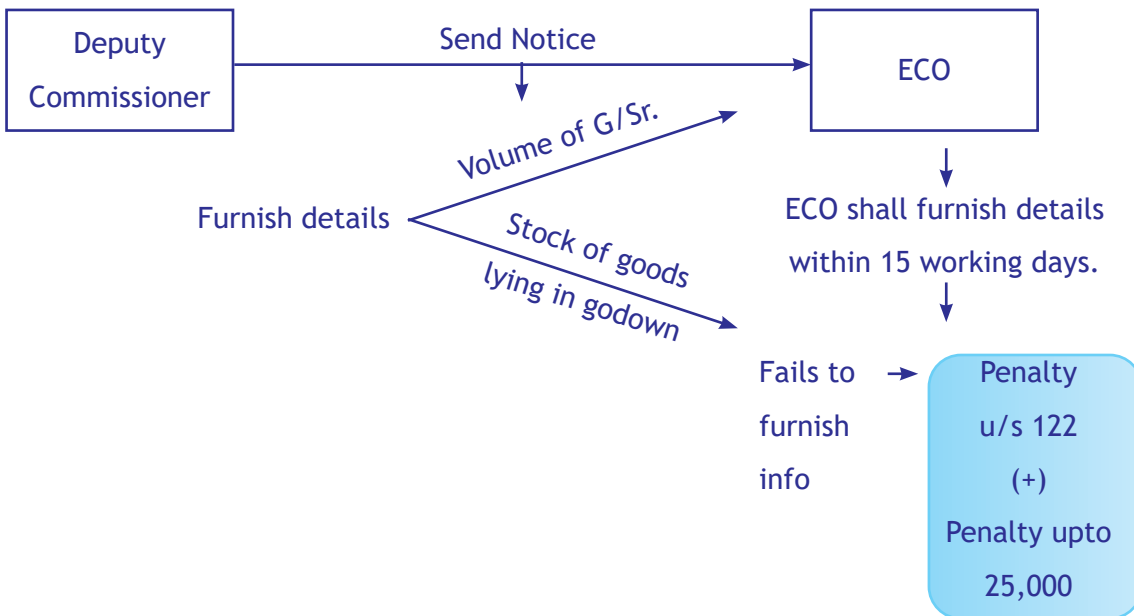 Deputy
Commissioner
Send Notice
ECO
Volume of G/Sr.
Furnish details
Stock of goods
lying in godown
ECO shall furnish details
within 15 working days.
Fails to
furnish
info
Penalty
u/s 122
(+)
Penalty upto
25,000